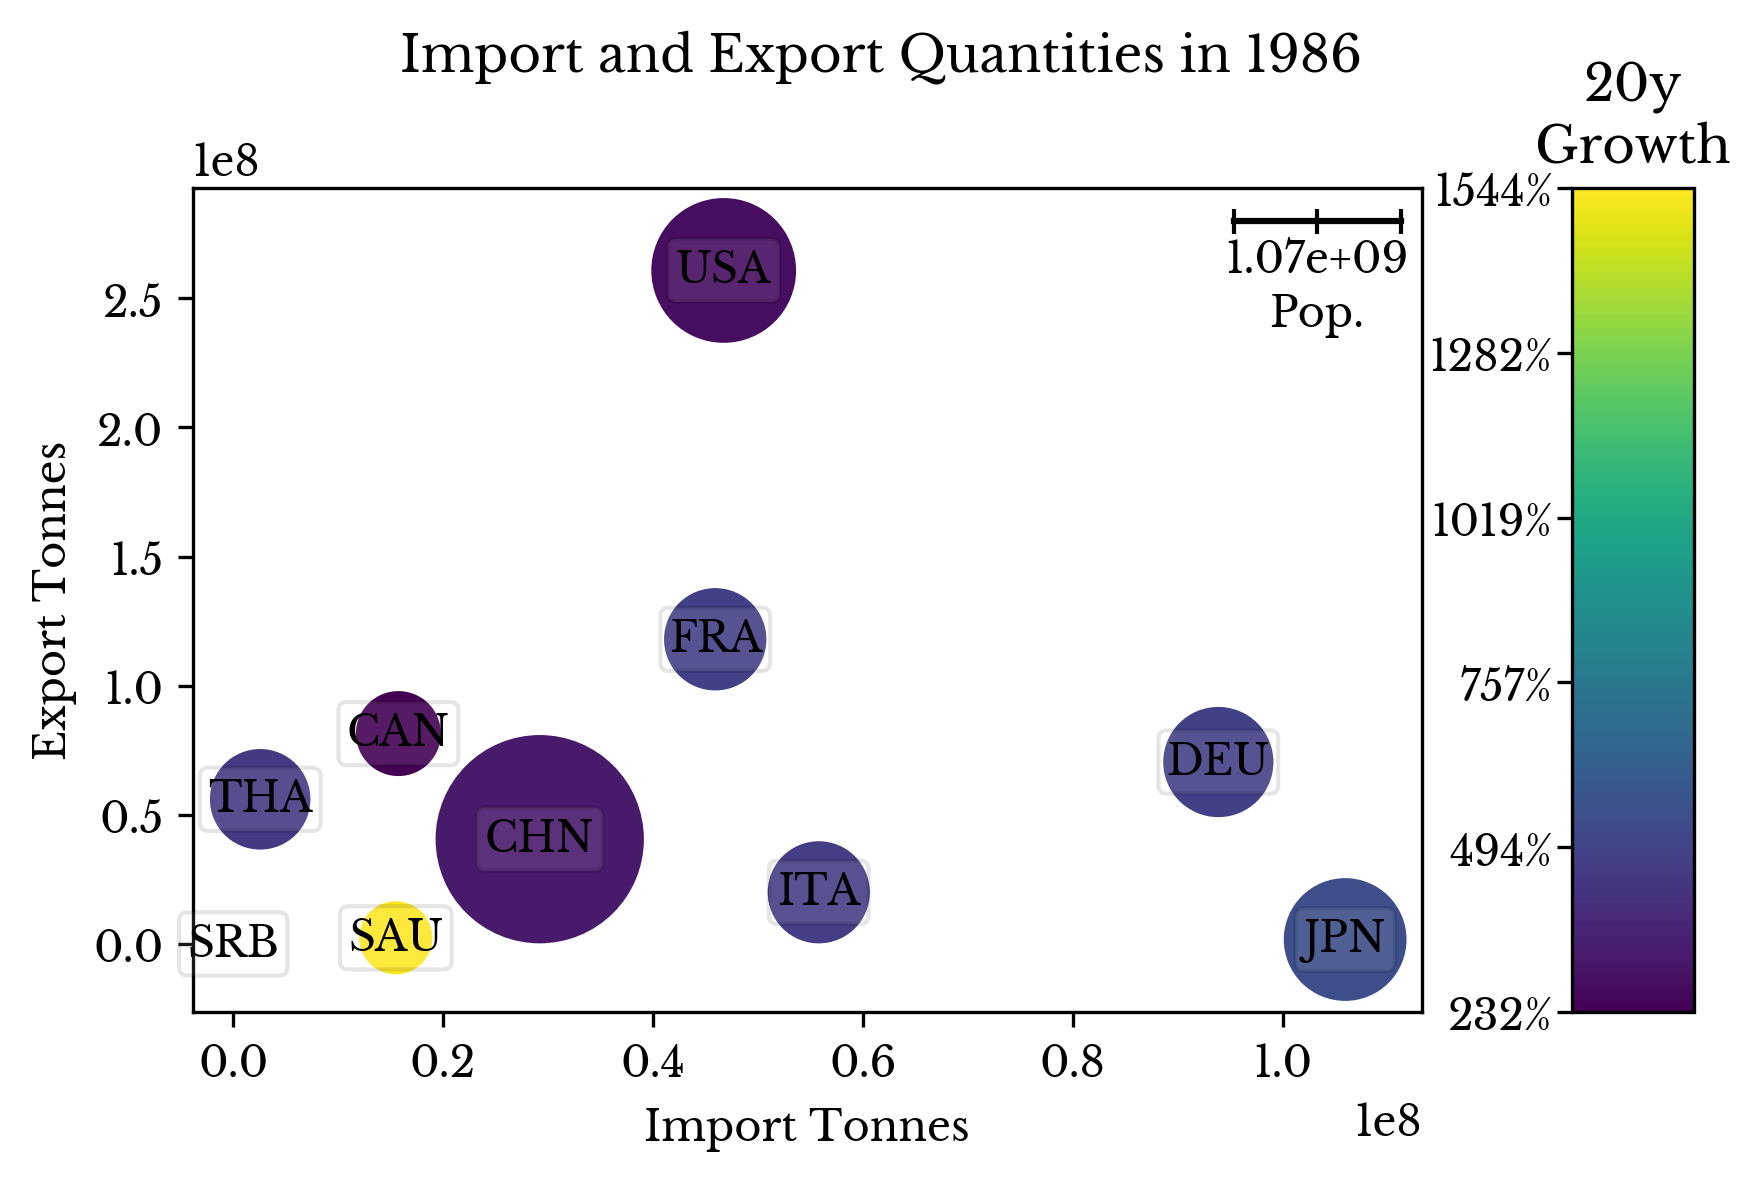 Import and Export Quantities in 1986
20y
Growth
1e8
1544%
1282%
1019%
757%
494%
232%
1.07e+09
Pop.
USA
FRA
CAN
THA
DEU
CHN
ITA
SRB
SAU
JPN
Export Tonnes
2.5
2.0
1.5
1.0
0.5
0.0
0.0
0.2
0.4
0.6
0.8
1.0
1e8
Import Tonnes